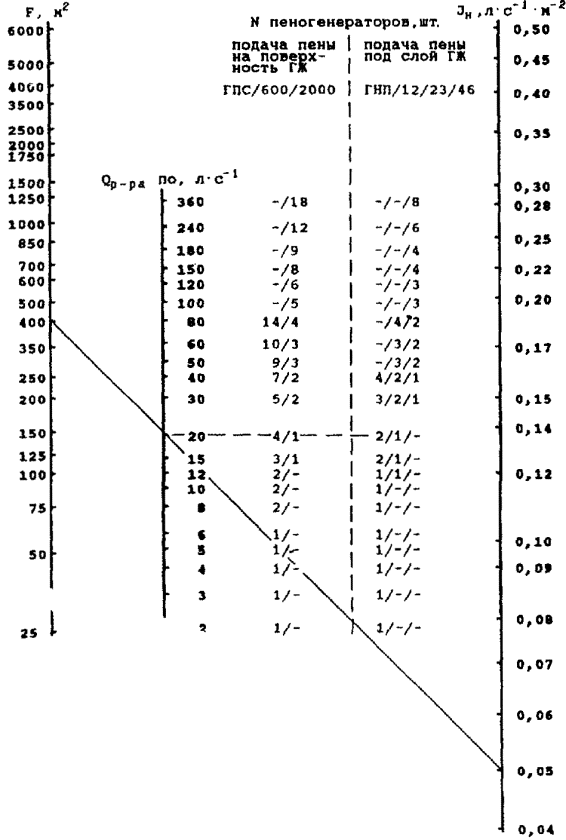 F, м² N пеногенераторов,шт. Jн,л·с⁻¹·м⁻²
6000 0,50
подача пены на поверх- ность ГЖ подача пены под слой ГЖ
5000 0,45
4000 ГПС/600/2000 ГНП/12/23/46 0,40
3500
2500 0,35
2000
1750
1500 Qр-ра по, л·с⁻¹ 0,30
1250 360 -/18 -/-/8 0,28
1000 240 -/12 -/-/6
850 180 -/9 -/-/4 0,25
700 150 -/8 -/-/4 0,22
600 120 -/6 -/-/3
500 100 -/5 -/-/3 0,20
400 80 14/4 -/4/2
350 60 10/3 -/3/2 0,17
50 9/3 -/3/2
250 40 7/2 4/2/1
200 30 5/2 3/2/1 0,15
150 20 4/1 2/1/- 0,14
125 15 3/1 2/1/-
100 12 2/- 1/1/- 0,12
10 2/- 1/-/-
75 8 2/- 1/-/-
6 1/- 1/-/- 0,10
50 5 1/- 1/-/-
4 1/- 1/-/- 0,09
3 1/- 1/-/-
25 2 1/- 1/-/- 0,08
0,07
0,06
0,05
0,04